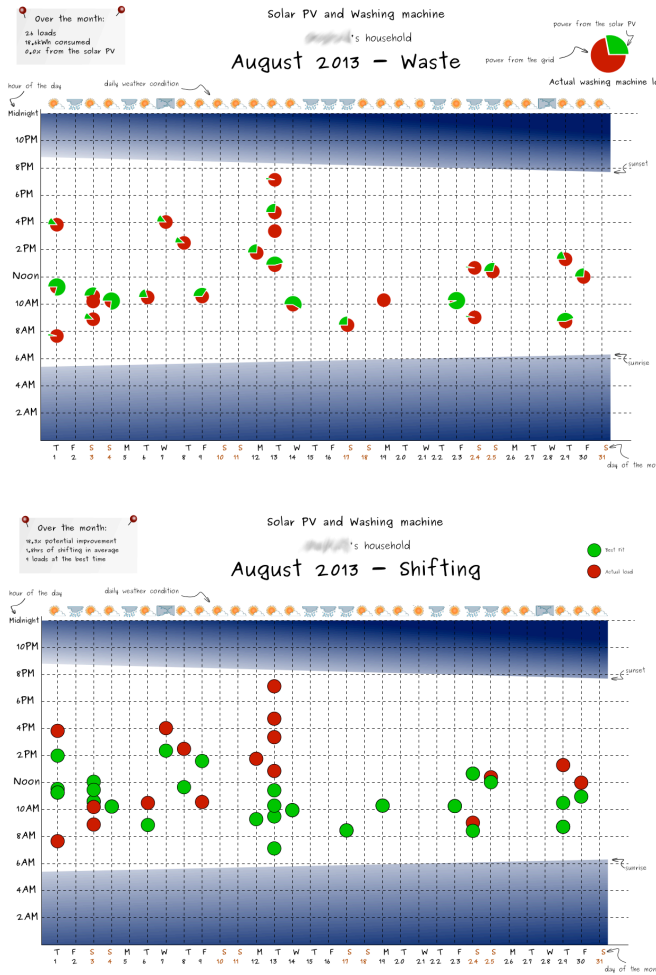 Over the month:
26 loads
18.6kWh consumed
0.0% from the solar PV
Solar PV and Washing machine
's household
August 2013 - Waste
power from the solar PV
power from the grid
Actual washing machine lo
hour of the day
daily weather condition
Midnight
10PM
8PM
sunset
6PM
4PM
2PM
Noon
10AM
8AM
6AM
sunrise
4AM
2AM
T F S S M T W T F S S M T W T F S S M T W T F S S M T W T F S
1 2 3 4 5 6 7 8 9 10 11 12 13 14 15 16 17 18 19 20 21 22 23 24 25 26 27 28 29 30 31
day of the mo
Over the month:
18.3% potential improvement
of shifting in average
loads at the best time
Solar PV and Washing machine
's household
August 2013 - Shifting
Best fit
Actual load
hour of the day
daily weather condition
Midnight
10PM
8PM
sunset
6PM
4PM
2PM
Noon
10AM
8AM
6AM
sunrise
4AM
2AM
T F S S M T W T F S S M T W T F S S M T W T F S S M T W T F S
1 2 3 4 5 6 7 8 9 10 11 12 13 14 15 16 17 18 19 20 21 22 23 24 25 26 27 28 29 30 31
day of the mo